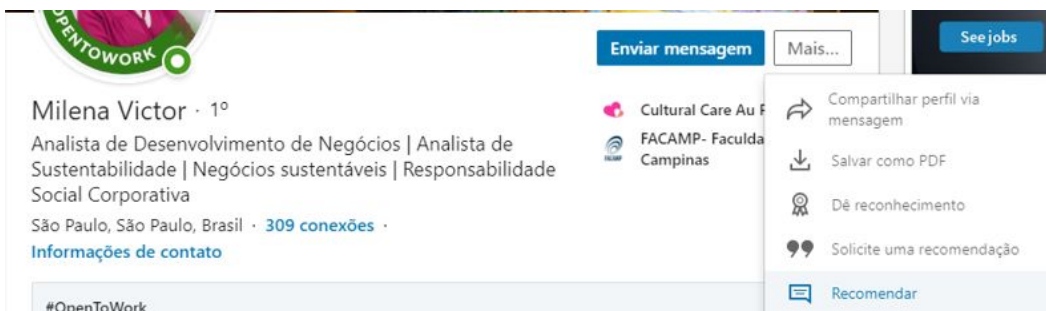 OPENTOWORK
Enviar mensagem
Mais...
See jobs
Milena Victor · 1º
Analista de Desenvolvimento de Negócios | Analista de
Sustentabilidade | Negócios sustentáveis | Responsabilidade
Social Corporativa
São Paulo, São Paulo, Brasil · 309 conexões ·
Informações de contato
#OpenToWork
Cultural Care Au
FACAMP- Faculda
Campinas
FACAMP
Compartilhar perfil via
mensagem
Salvar como PDF
Dê reconhecimento
Solicite uma recomendação
Recomendar